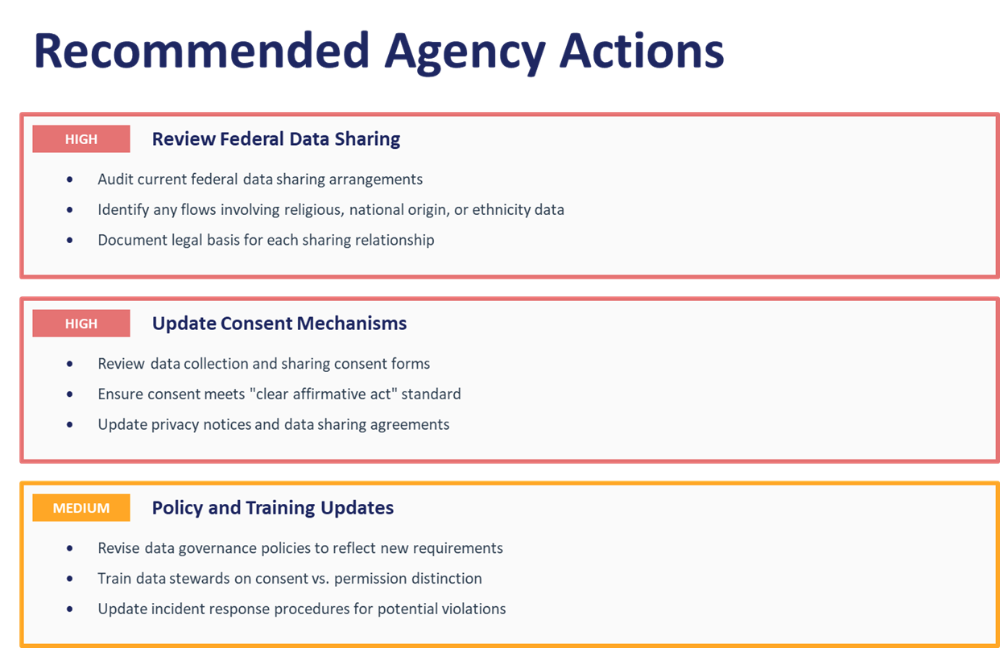 Recommended Agency Actions
HIGH Review Federal Data Sharing
• Audit current federal data sharing arrangements
• Identify any flows involving religious, national origin, or ethnicity data
• Document legal basis for each sharing relationship
HIGH Update Consent Mechanisms
• Review data collection and sharing consent forms
• Ensure consent meets "clear affirmative act" standard
• Update privacy notices and data sharing agreements
MEDIUM Policy and Training Updates
• Revise data governance policies to reflect new requirements
• Train data stewards on consent vs. permission distinction
• Update incident response procedures for potential violations